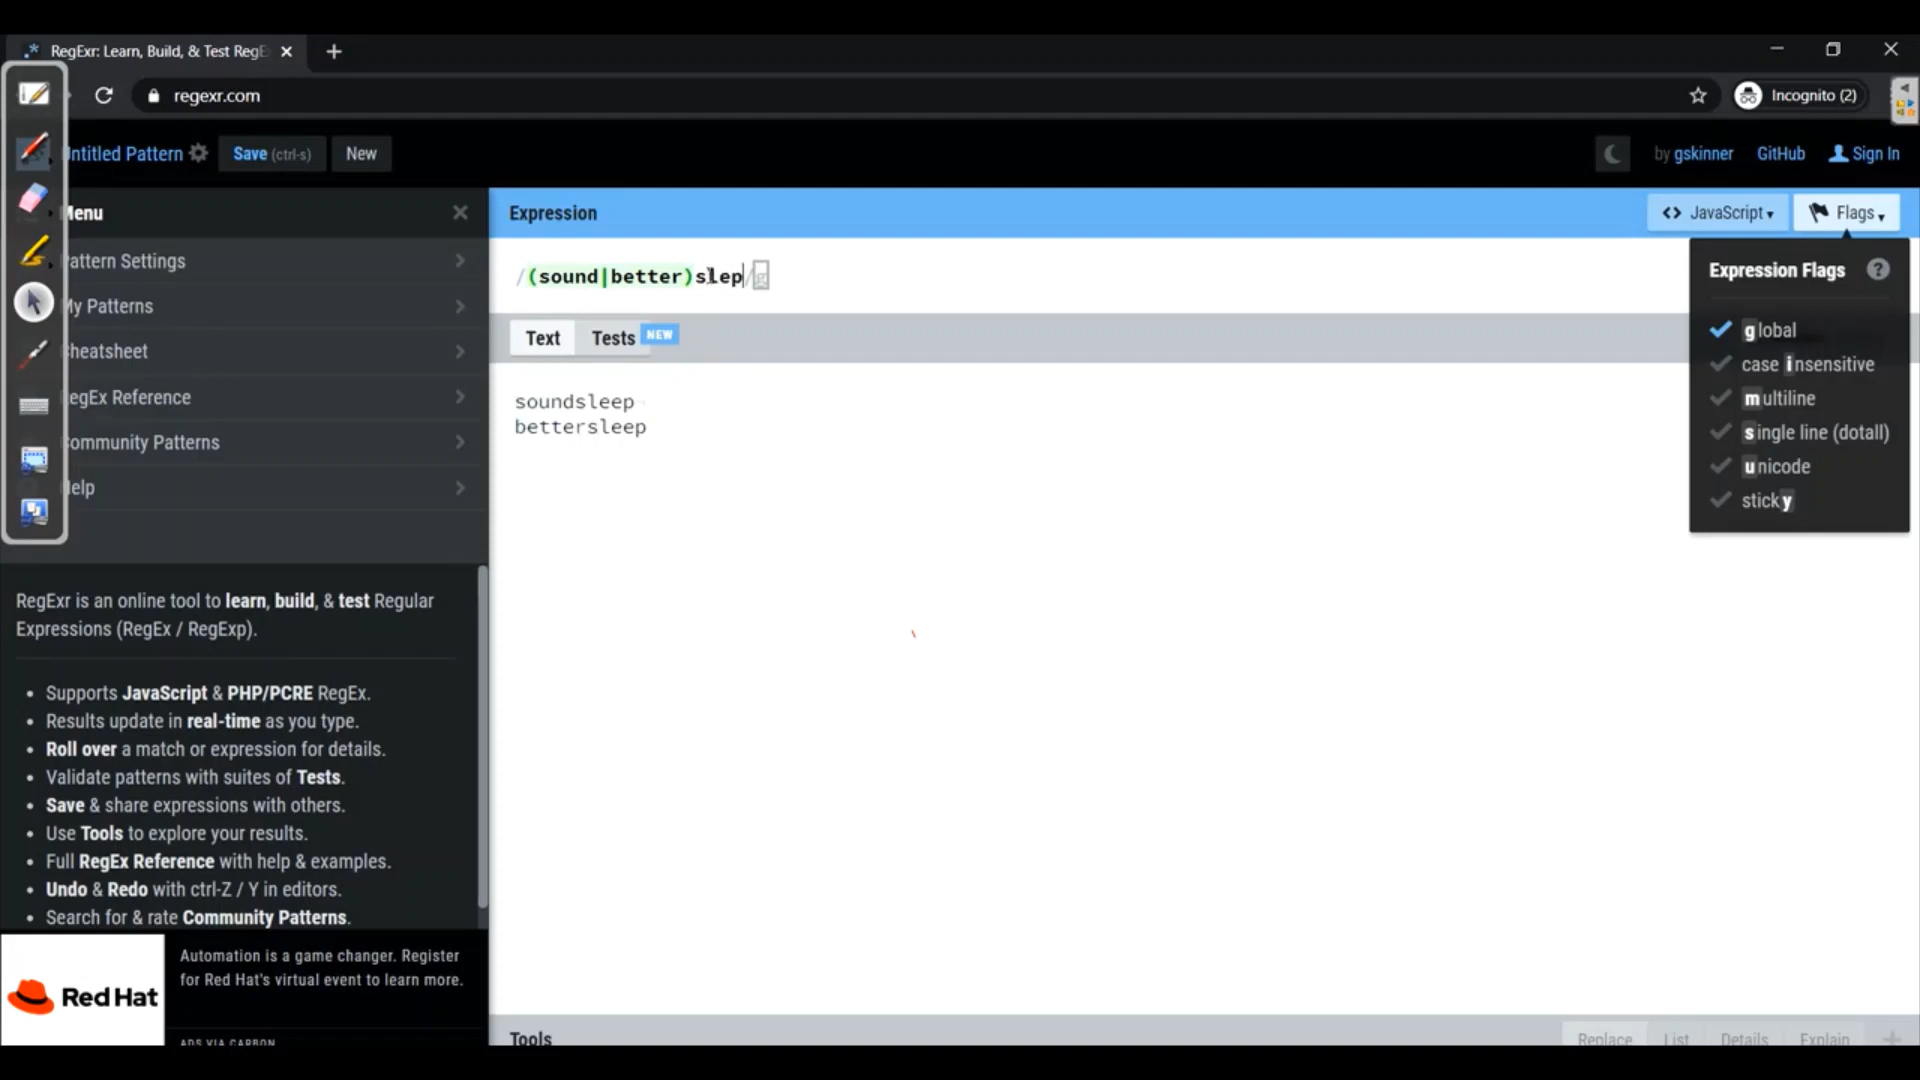 RegExr: Learn, Build, & Test RegE
regexr.com
Incognito (2)
Untitled Pattern
Save (ctrl-s)
New
by gskinner
GitHub
Sign In
Menu
Expression
JavaScript
Flags
Pattern Settings
My Patterns
Cheatsheet
RegEx Reference
Community Patterns
Help
/(sound|better)slep/g
Expression Flags
?
global
case insensitive
multiline
single line (dotall)
unicode
sticky
Text
Tests
NEW
soundsleep
bettersleep
RegExr is an online tool to learn, build, & test Regular
Expressions (RegEx / RegExp).
• Supports JavaScript & PHP/PCRE RegEx.
• Results update in real-time as you type.
• Roll over a match or expression for details.
• Validate patterns with suites of Tests.
• Save & share expressions with others.
• Use Tools to explore your results.
• Full RegEx Reference with help & examples.
• Undo & Redo with ctrl-Z / Y in editors.
• Search for & rate Community Patterns.
Red Hat
Automation is a game changer. Register
for Red Hat's virtual event to learn more.
ADS VIA CARBON
Tools
Replace
List
Details
Explain